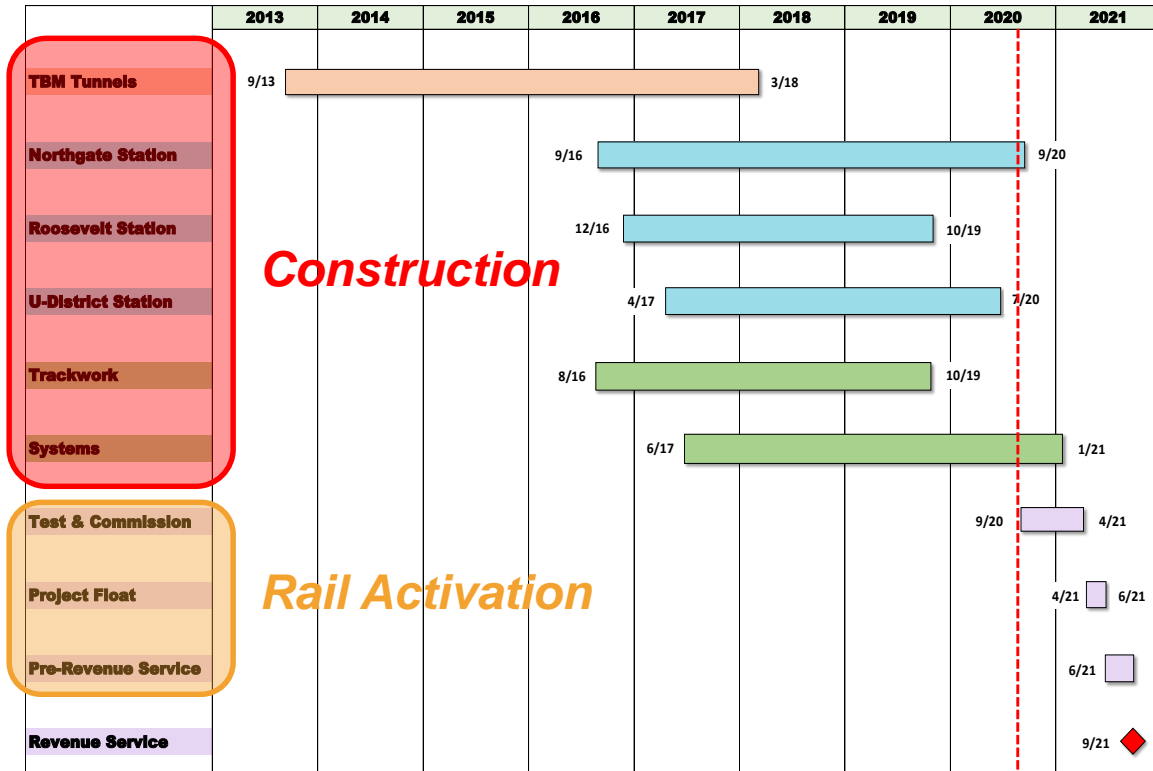 2013 2014 2015 2016 2017 2018 2019 2020 2021
TBM Tunnels 9/13 3/18
Northgate Station 9/16 9/20
Roosevelt Station 12/16 10/19
Construction
U-District Station 4/17 7/20
Trackwork 8/16 10/19
Systems 6/17 1/21
Test & Commission 9/20 4/21
Rail Activation
Project Float 4/21 6/21
Pre-Revenue Service 6/21
Revenue Service 9/21